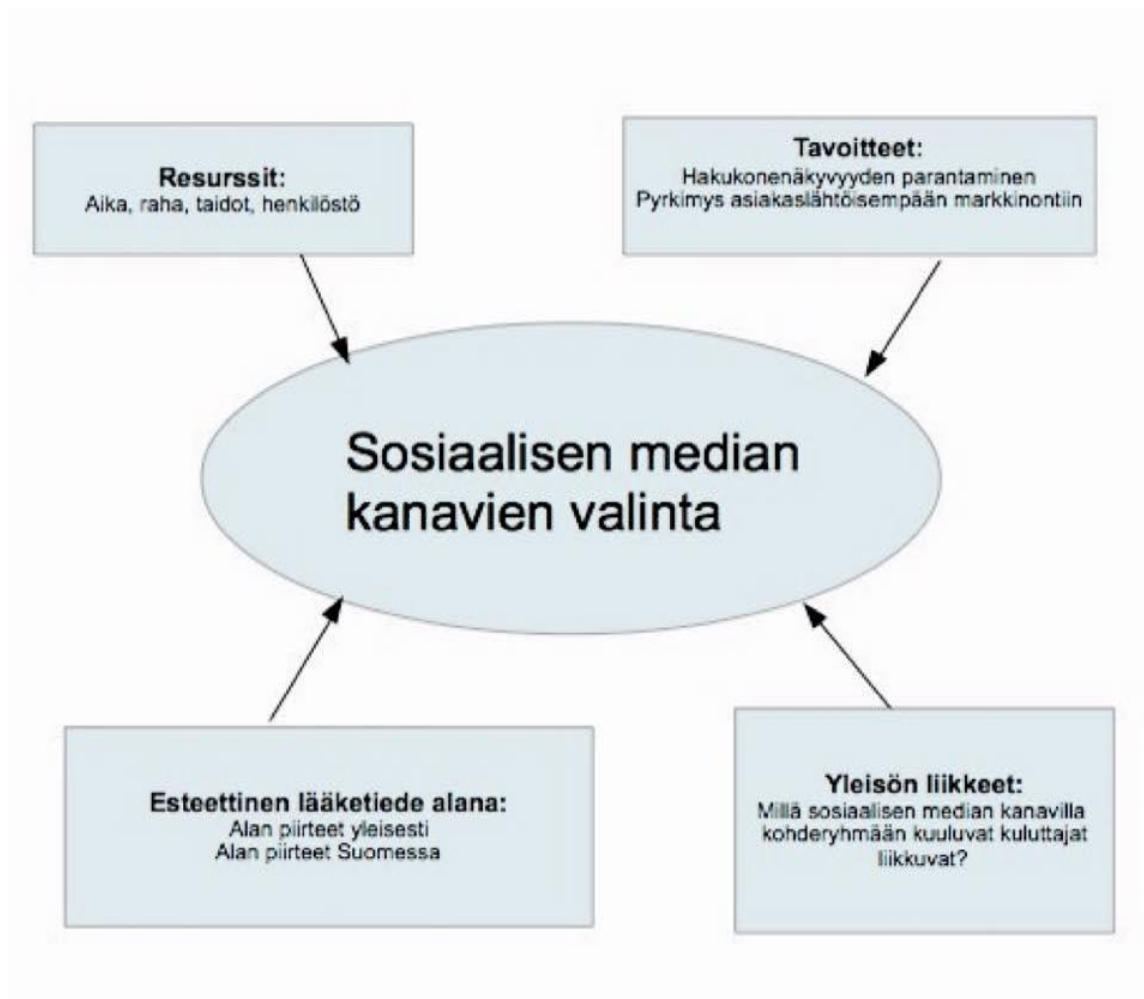 Resurssit:
Aika, raha, taidot, henkilöstö
Tavoitteet:
Hakukonenäkyvyyden parantaminen
Pyrkimys asiakaslähtöisempään markkinontiin
Sosiaalisen median
kanavien valinta
Esteettinen lääketiede alana:
Alan piirteet yleisesti
Alan piirteet Suomessa
Yleisön liikkeet:
Millä sosiaalisen median kanavilla
kohderyhmään kuuluvat kuluttajat
liikkuvat?